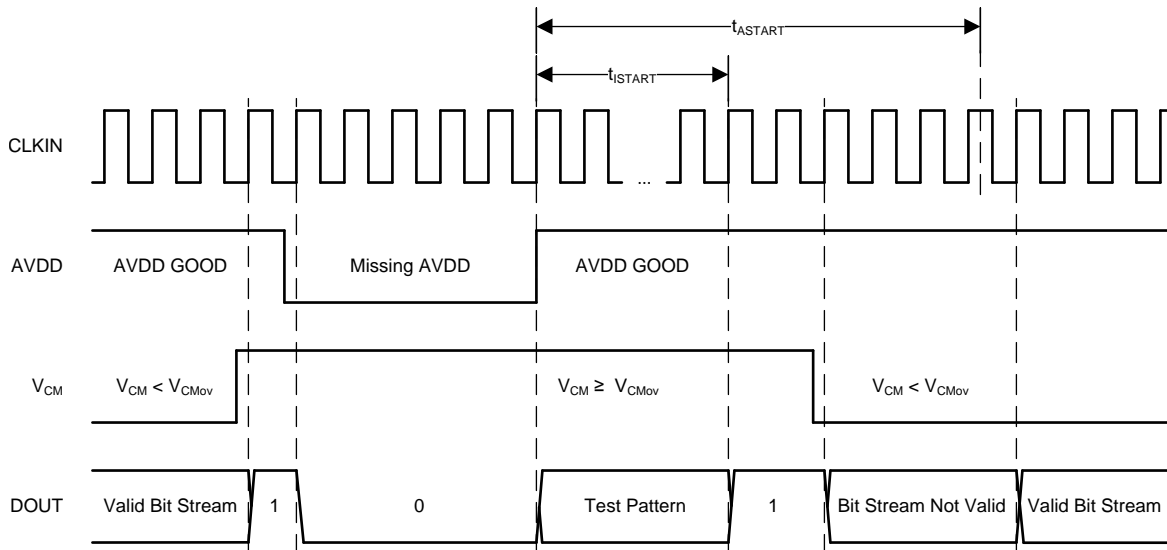 tASTART
tISTART
CLKIN
...
AVDD
AVDD GOOD
Missing AVDD
AVDD GOOD
VCM
VCM < VCMov
VCM ≥ VCMov
VCM < VCMov
DOUT
Valid Bit Stream
1
0
Test Pattern
1
Bit Stream Not Valid
Valid Bit Stream